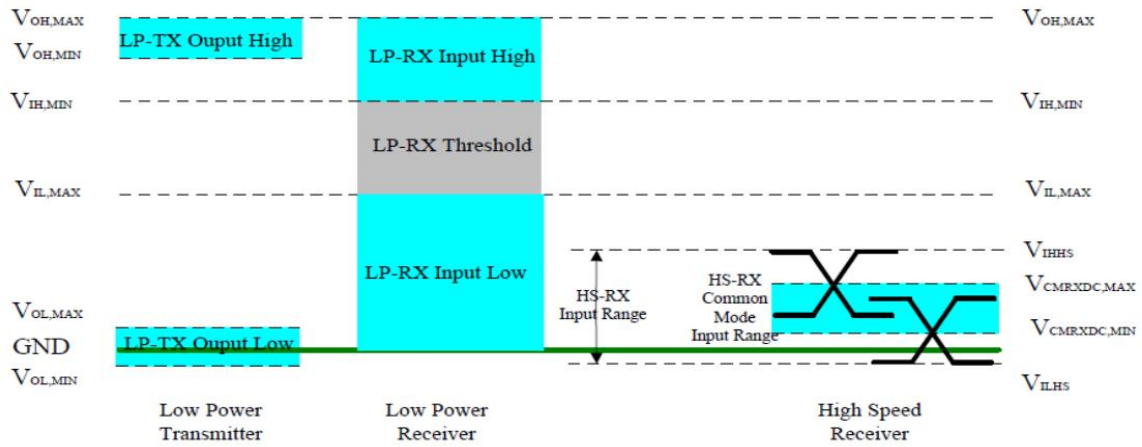 VOH,MAX
LP-TX Ouput High
VOH,MIN
VIH,MIN
VIL,MAX
VOL,MAX
LP-TX Ouput Low
GND
VOL,MIN
Low Power
Transmitter
LP-RX Input High
LP-RX Threshold
LP-RX Input Low
Low Power
Receiver
HS-RX
Input Range
HS-RX
Common
Mode
Input Range
High Speed
Receiver
VOH,MAX
VIH,MIN
VIL,MAX
VIHHS
VCMRXDC,MAX
VCMRXDC,MIN
VILHS